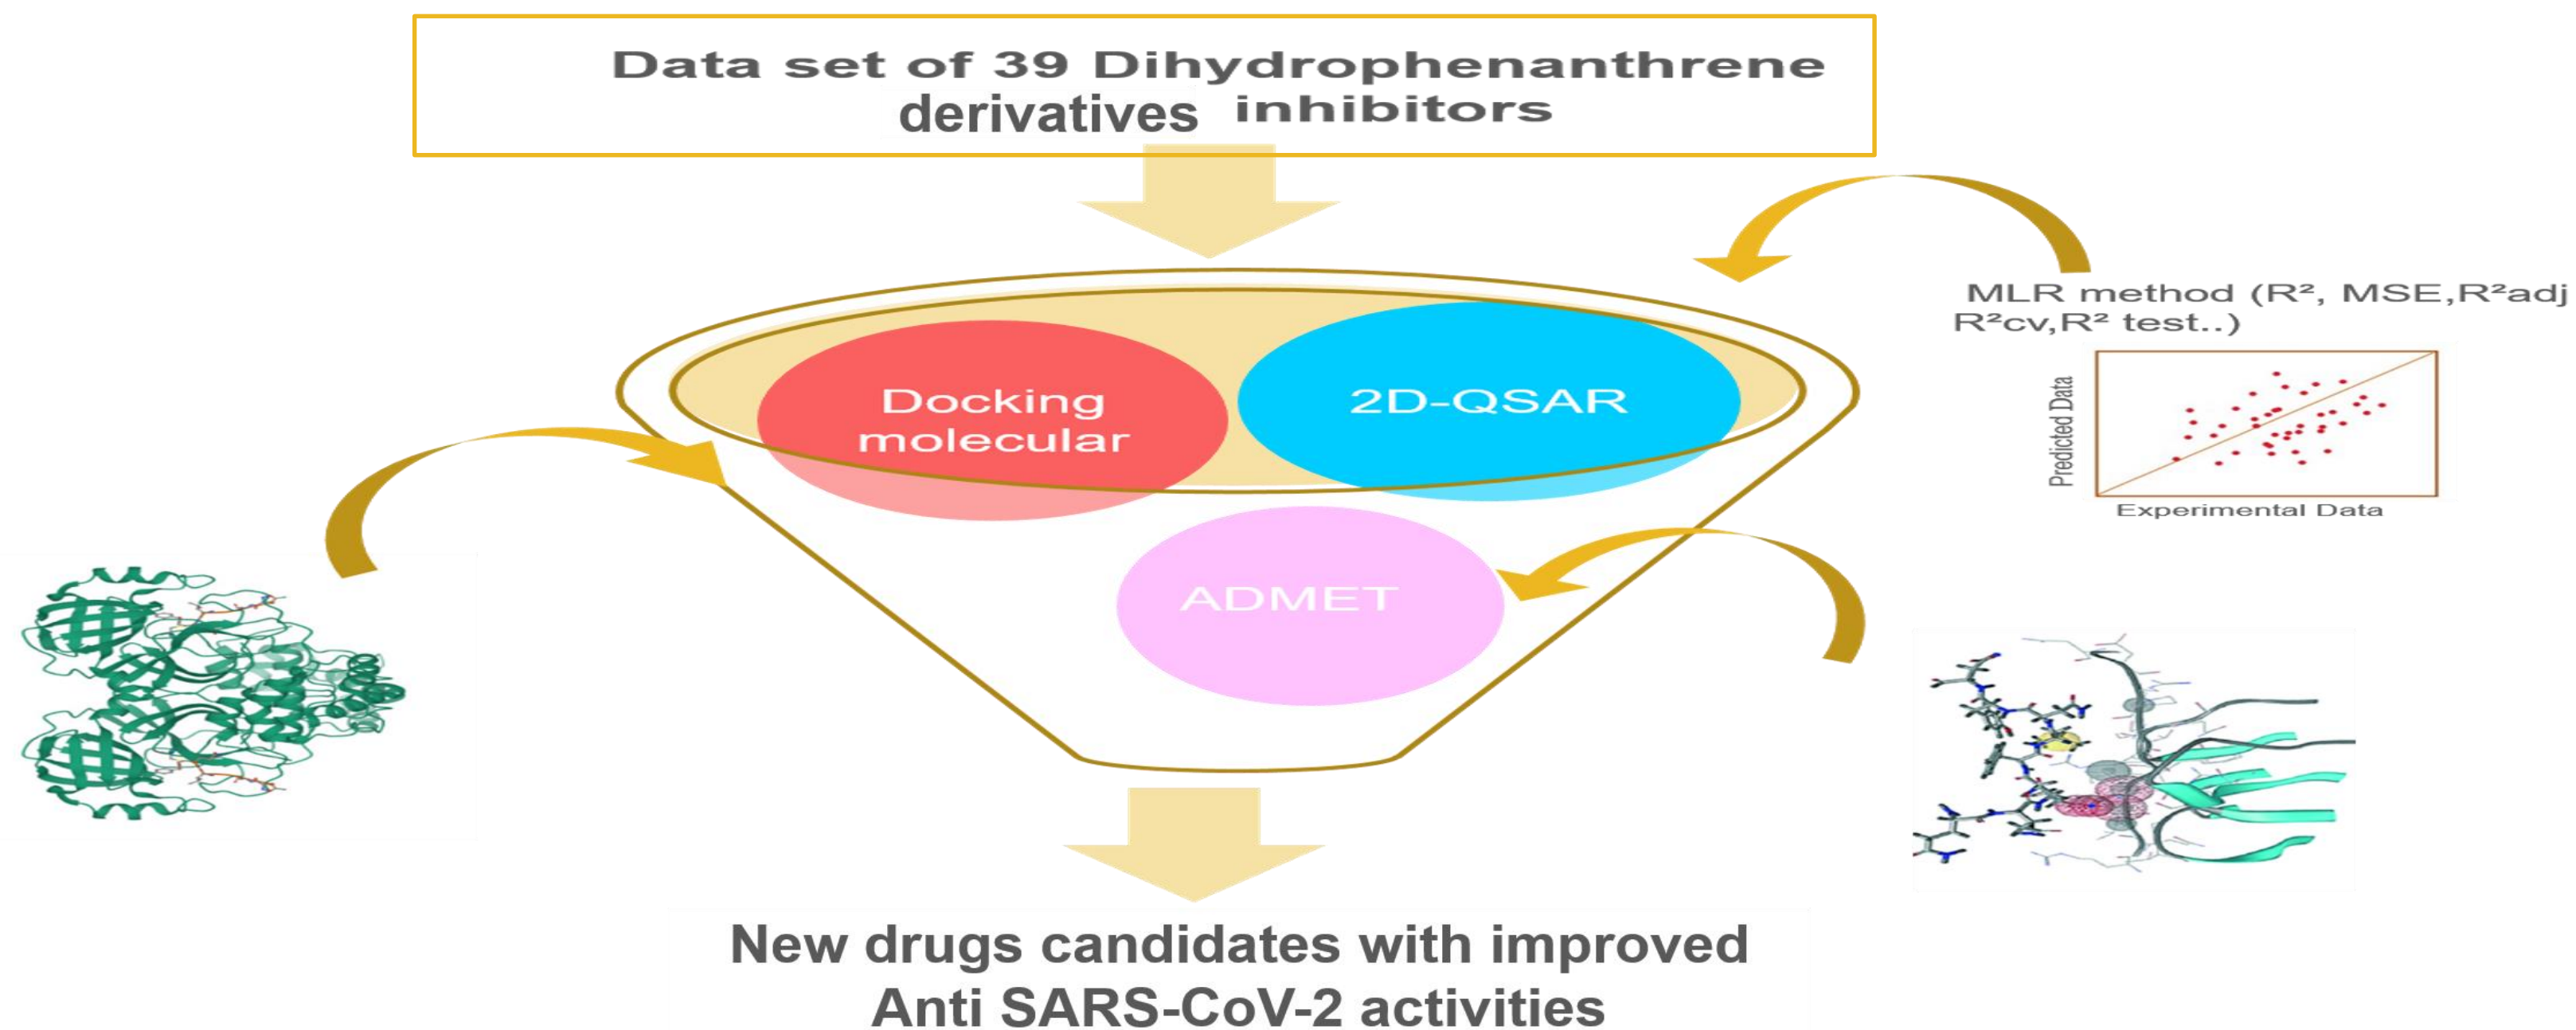 Data set of 39 Dihydrophenanthrene
derivatives inhibitors
MLR method (R², MSE,R²adj
R²cv,R² test..)
Docking
molecular
2D-QSAR
Predicted Data
Experimental Data
ADMET
New drugs candidates with improved
Anti SARS-CoV-2 activities